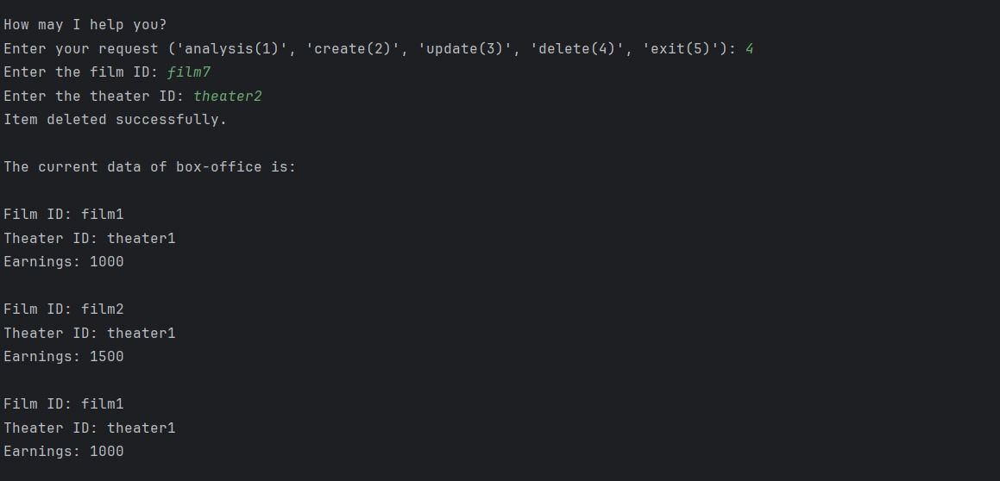 How may I help you?
Enter your request ('analysis(1)', 'create(2)', 'update(3)', 'delete(4)', 'exit(5)'): 4
Enter the film ID: film7
Enter the theater ID: theater2
Item deleted successfully.
The current data of box-office is:
Film ID: film1
Theater ID: theater1
Earnings: 1000
Film ID: film2
Theater ID: theater1
Earnings: 1500
Film ID: film1
Theater ID: theater1
Earnings: 1000